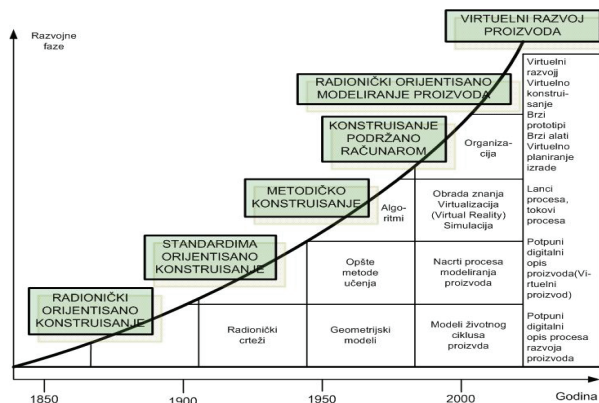 Razvojne
faze
VIRTUELNI RAZVOJ
PROIZVODA
RADIONIČKI ORIJENTISANO
MODELIRANJE PROIZVODA
KONSTRUISANJE
PODRŽANO
RAČUNAROM
METODIČKO
KONSTRUISANJE
STANDARDIMA
ORIJENTISANO
KONSTRUISANJE
RADIONIČKI
ORIJENTISANO
KONSTRUISANJE
Virtuelni
razvojj
Virtuelno
konstrui-
sanje
Brzi
prototipi
Brzi alati
Virtuelno
planiranje
izrade
Organiza-
cija
Algo-
ritmi
Obrada znanja
Virtualizacija
(Virtual Reality)
Simulacija
Lanci
procesa,
tokovi
procesa
Opšte
metode
učenja
Nacrti procesa
modeliranja
proizvoda
Potpuni
digitalni
opis
proizvoda(Vi-
rtuelni
proizvod)
Radionički
crteži
Geometrijski
modeli
Modeli životnog
ciklusa
proizvda
Potpuni
digitalni
opis procesa
razvoja
proizvoda
1850
1900
1950
2000
Godina